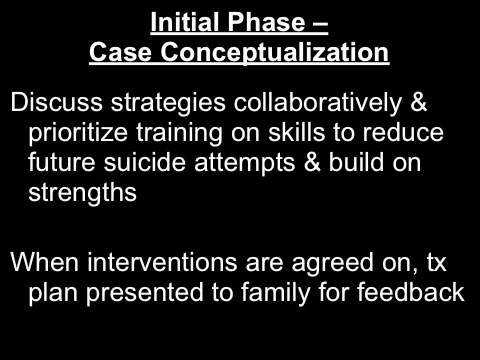 Initial Phase –
Case Conceptualization
Discuss strategies collaboratively &
prioritize training on skills to reduce
future suicide attempts & build on
strengths
When interventions are agreed on, tx
plan presented to family for feedback